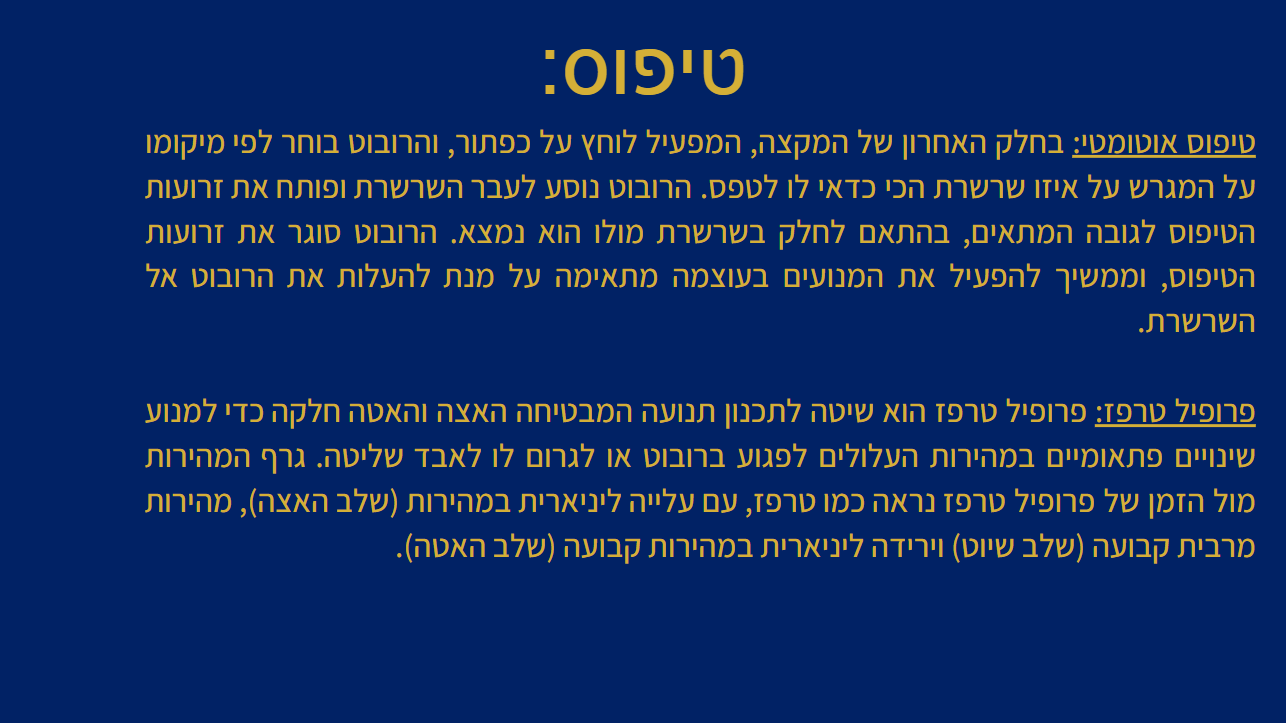 טיפוס:
טיפוס אוטומטי: בחלק האחרון של המקצה, המפעיל לוחץ על כפתור, והרובוט בוחר לפי מיקומו
על המגרש על איזו שרשרת הכי כדאי לו לטפס. הרובוט נוסע לעבר השרשרת ופותח את זרועות
הטיפוס לגובה המתאים, בהתאם לחלק בשרשרת מולו הוא נמצא. הרובוט סוגר את זרועות
הטיפוס, וממשיך להפעיל את המנועים בעוצמה מתאימה על מנת להעלות את הרובוט אל
השרשרת.
פרופיל טרפז: פרופיל טרפז הוא שיטה לתכנון תנועה המבטיחה האצה והאטה חלקה כדי למנוע
שינויים פתאומיים במהירות העלולים לפגוע ברובוט או לגרום לו לאבד שליטה. גרף המהירות
מול הזמן של פרופיל טרפז נראה כמו טרפז, עם עלייה ליניארית במהירות (שלב האצה), מהירות
מרבית קבועה (שלב שיוט) וירידה ליניארית במהירות קבועה (שלב האטה).